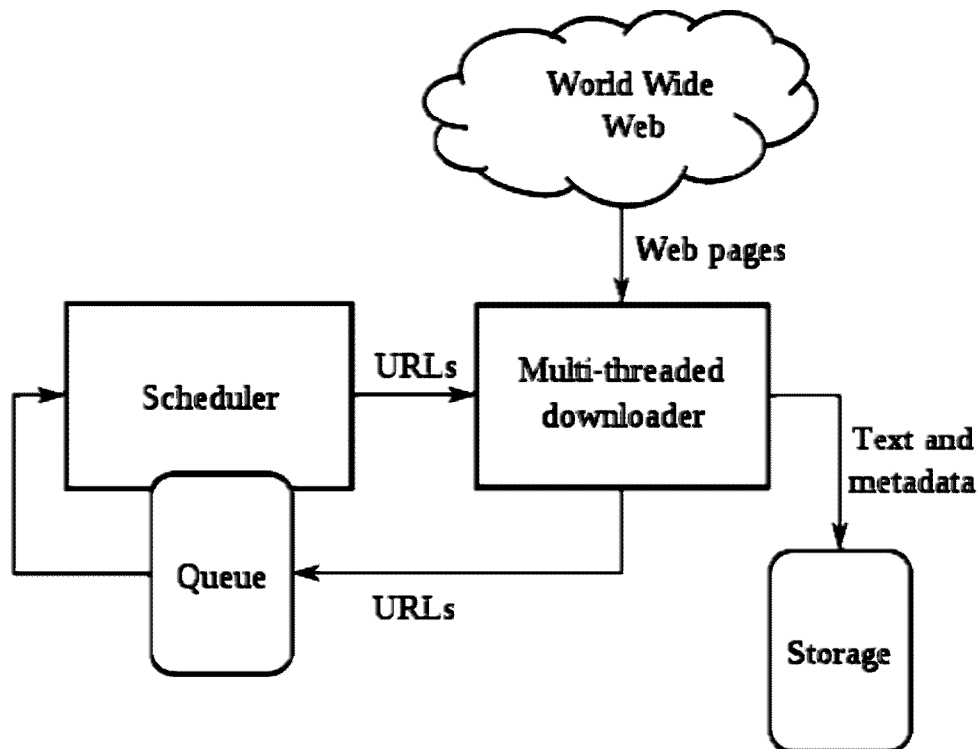 World Wide
Web
Web pages
Scheduler
URLs
Multi-threaded
downloader
Text and
metadata
Queue
URLs
Storage